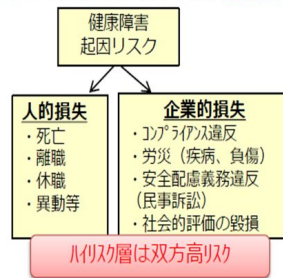 健康障害
起因リスク
人的損失
・死亡
・離職
・休職
・異動等
企業的損失
・ｺﾝﾌﾟﾗｲｱﾝｽ違反
・労災（疾病、負傷）
・安全配慮義務違反
（民事訴訟）
・社会的評価の毀損
ﾊｲﾘｽｸ層は双方高ﾘｽｸ